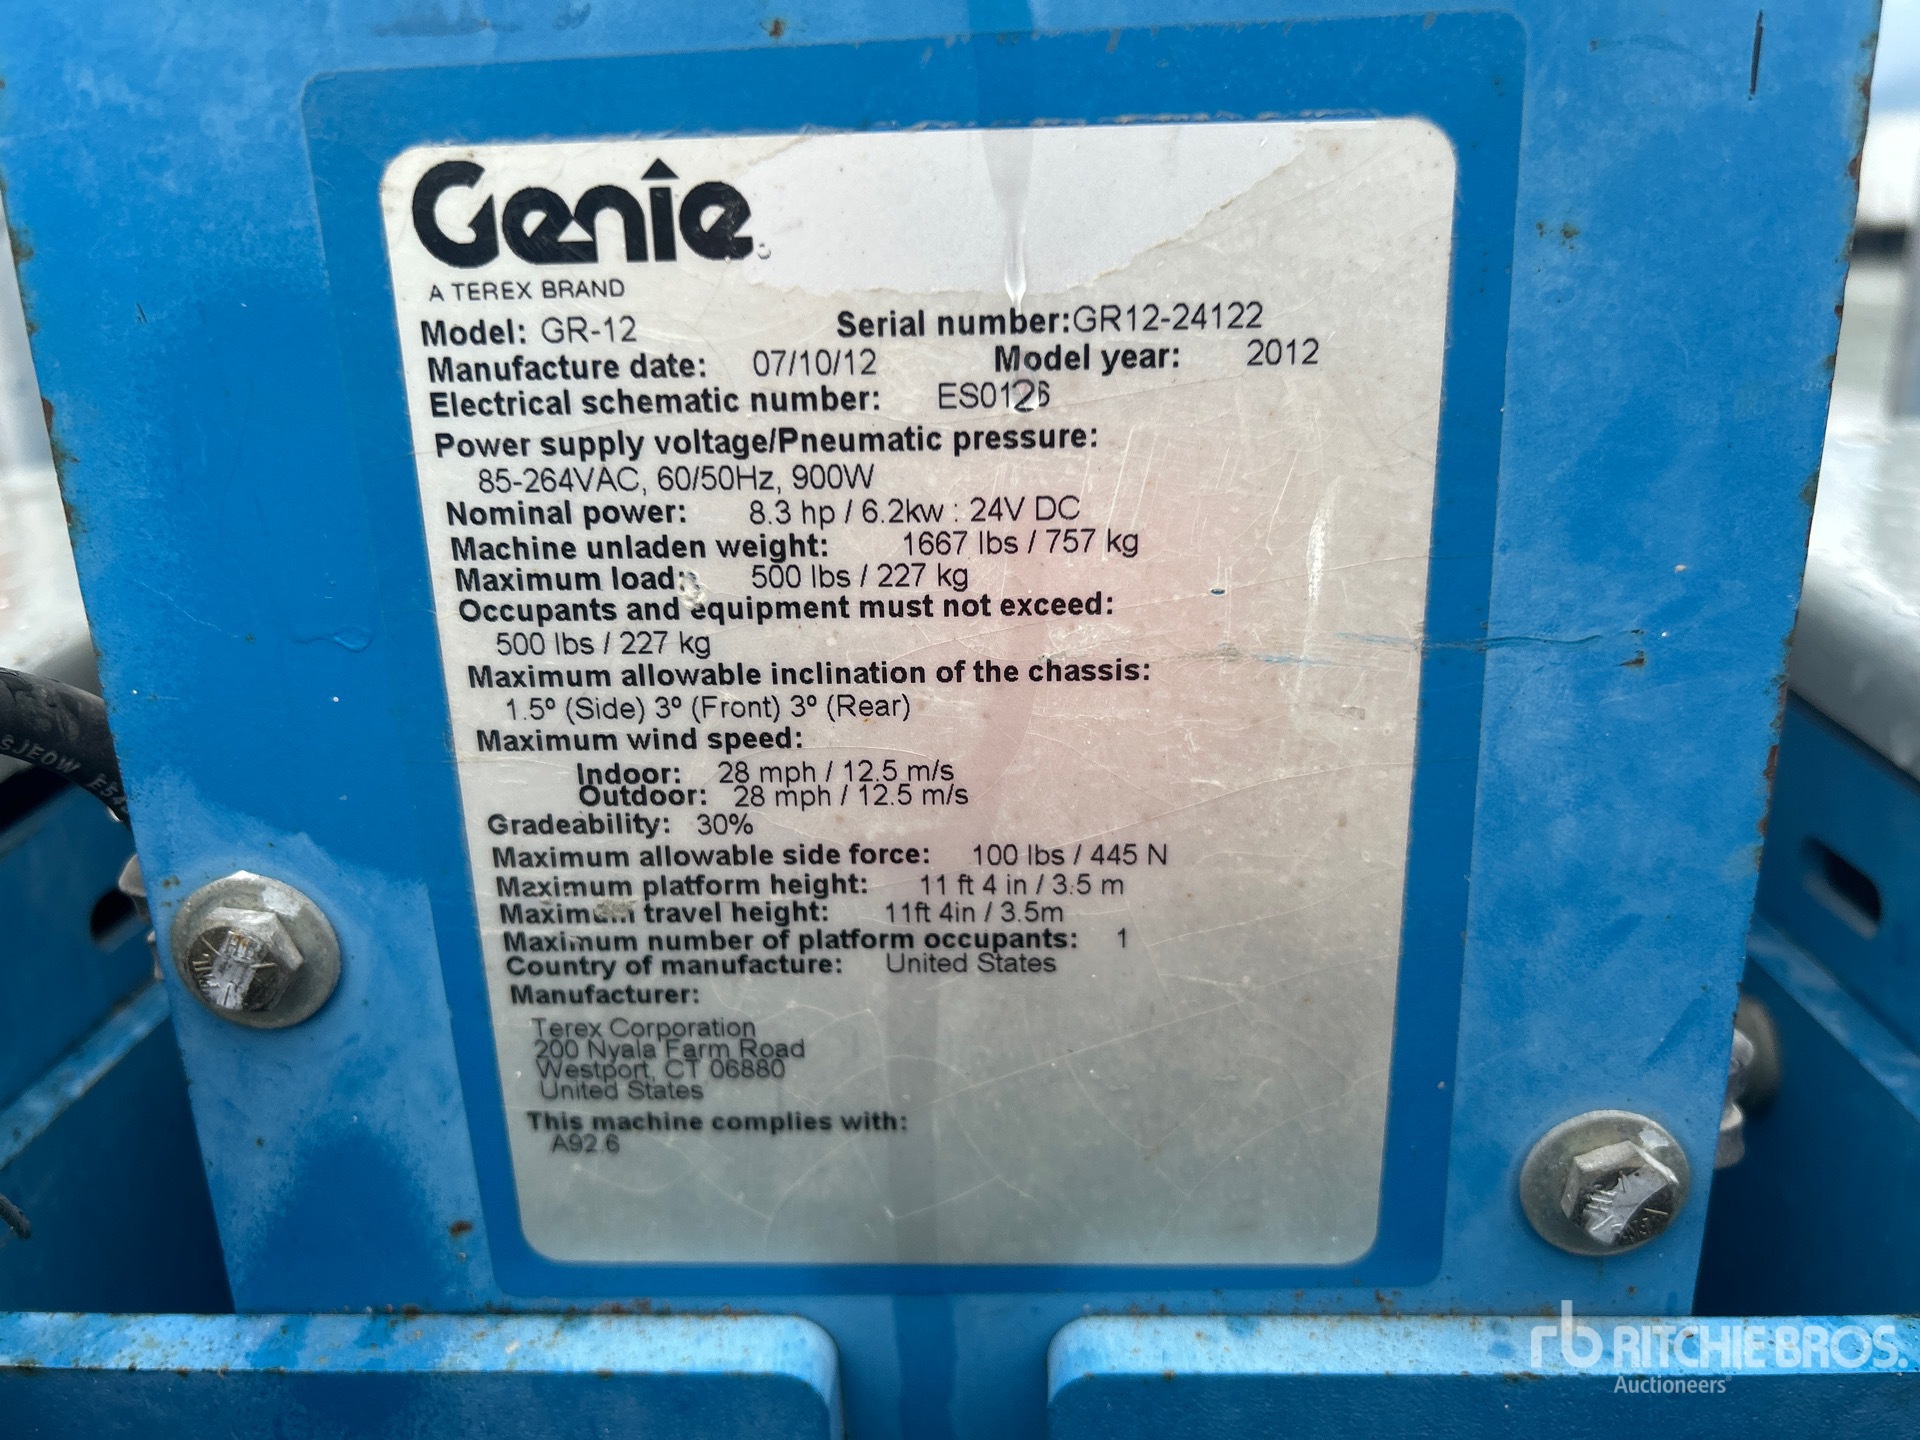 Genie
A TEREX BRAND
Model: GR-12 Serial number:GR12-24122
Manufacture date: 07/10/12 Model year: 2012
Electrical schematic number: ES0126
Power supply voltage/Pneumatic pressure:
85-264VAC, 60/50Hz, 900W
Nominal power: 8.3 hp / 6.2kw : 24V DC
Machine unladen weight: 1667 lbs / 757 kg
Maximum load: 500 lbs / 227 kg
Occupants and equipment must not exceed:
500 lbs / 227 kg
Maximum allowable inclination of the chassis:
1.5º (Side) 3º (Front) 3º (Rear)
Maximum wind speed:
Indoor: 28 mph / 12.5 m/s
Outdoor: 28 mph / 12.5 m/s
Gradeability: 30%
Maximum allowable side force: 100 lbs / 445 N
Maximum platform height: 11 ft 4 in / 3.5 m
Maximum travel height: 11ft 4in / 3.5m
Maximum number of platform occupants: 1
Country of manufacture: United States
Manufacturer:
Terex Corporation
200 Nyala Farm Road
Westport, CT 06880
United States
This machine complies with:
A92.6
SJEOW
rb RITCHIE BROS.
Auctioneers